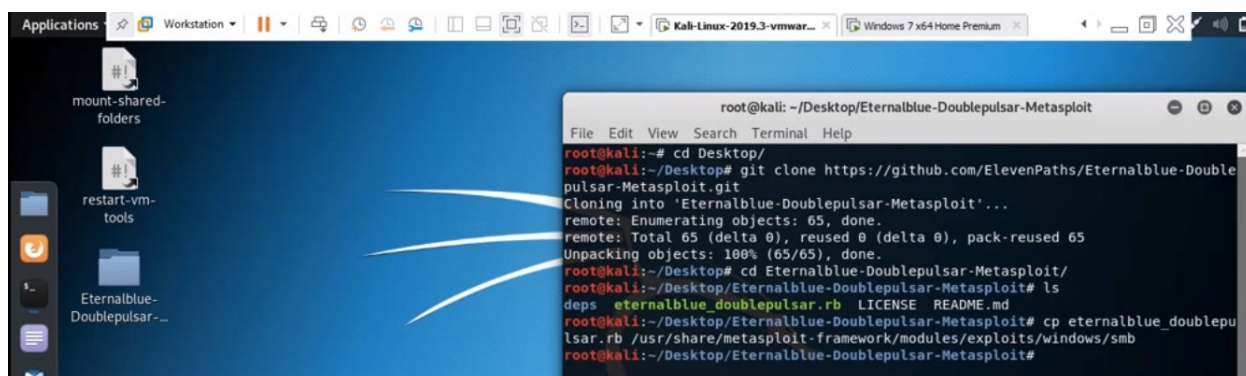 Applications
Workstation
Kali-Linux-2019.3-vmwar...
Windows 7 x64 Home Premium
mount-shared-
folders
restart-vm-
tools
Eternalblue-
Doublepulsar-...
root@kali: ~/Desktop/Eternalblue-Doublepulsar-Metasploit
File Edit View Search Terminal Help
root@kali:~# cd Desktop/
root@kali:~/Desktop# git clone https://github.com/ElevenPaths/Eternalblue-Double
pulsar-Metasploit.git
Cloning into 'Eternalblue-Doublepulsar-Metasploit'...
remote: Enumerating objects: 65, done.
remote: Total 65 (delta 0), reused 0 (delta 0), pack-reused 65
Unpacking objects: 100% (65/65), done.
root@kali:~/Desktop# cd Eternalblue-Doublepulsar-Metasploit/
root@kali:~/Desktop/Eternalblue-Doublepulsar-Metasploit# ls
deps eternalblue_doublepulsar.rb LICENSE README.md
root@kali:~/Desktop/Eternalblue-Doublepulsar-Metasploit# cp eternalblue_doublepu
lsar.rb /usr/share/metasploit-framework/modules/exploits/windows/smb
root@kali:~/Desktop/Eternalblue-Doublepulsar-Metasploit#